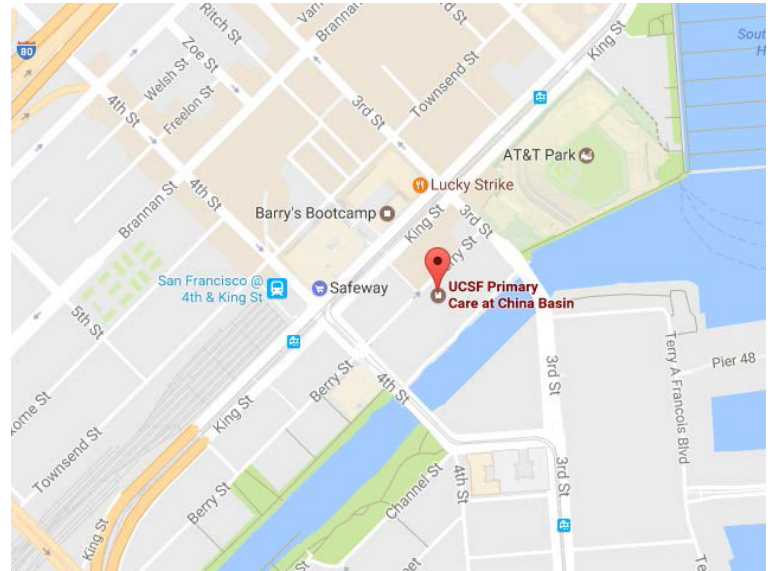 Ritch St
Zoe St
Welsh St
Freelon St
80
4th St
Brannan St
3rd St
Townsend St
King St
Sout
H
AT&T Park
Lucky Strike
Barry's Bootcamp
4th St
King St
3rd St
Brannan St
UCSF Primary
Care at China Basin
San Francisco @
4th & King St
Safeway
5th St
Berry St
4th St
3rd St
Terry A Francois Blvd
Pier 48
King St
Townsend St
Berry St
Channel St
4th St
3rd St
King St